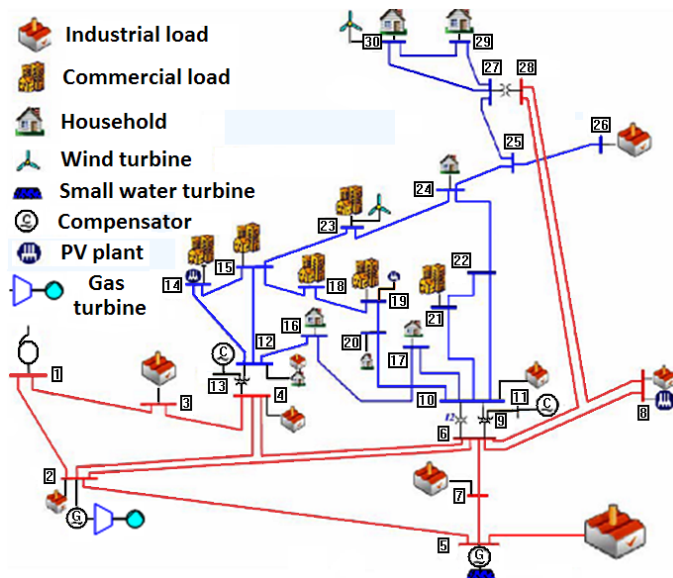 Industrial load
Commercial load
Household
Wind turbine
Small water turbine
C Compensator
PV plant
Gas
turbine
30
29
27
28
26
25
24
23
22
15
14
18
19
21
16
12
20
17
C
13
1
3
4
10
11
C
12
9
6
8
2
7
G
5
G